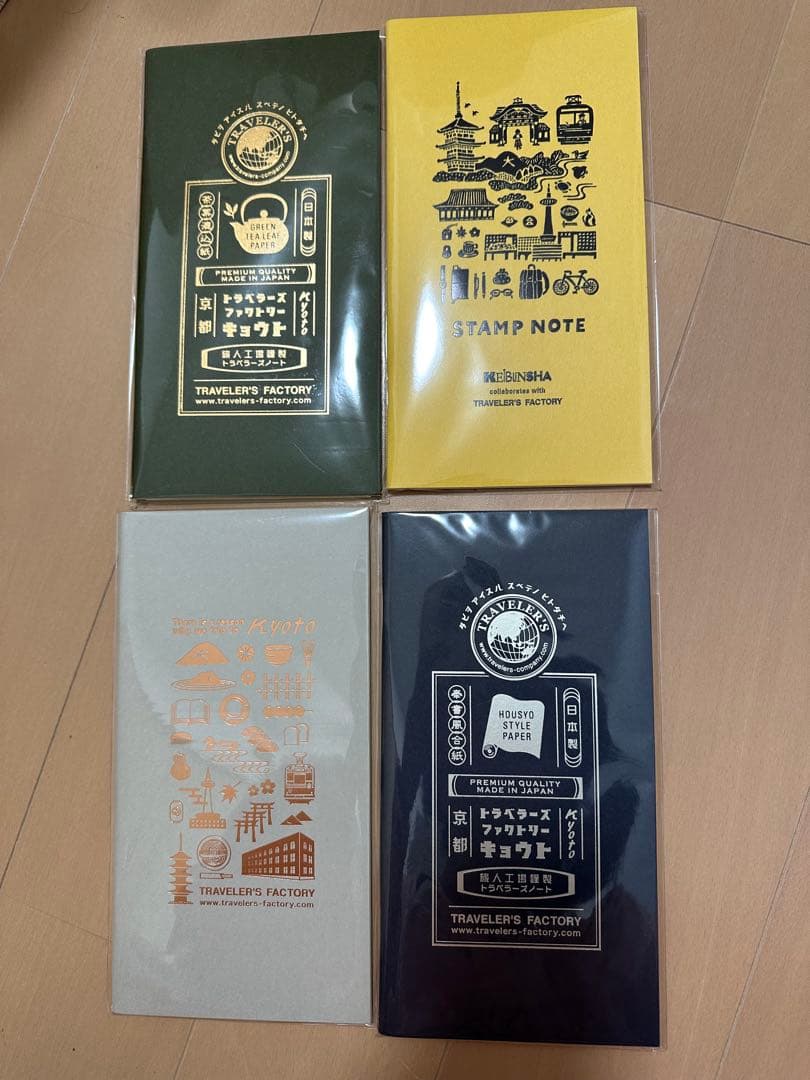 タビヲ アイスル スベテノ ヒトタチヘ
TRAVELER'S
www.travelers-company.com
茶葉混応紙
GREEN
TEA LEAF
PAPER
日本製
PREMIUM QUALITY
MADE IN JAPAN
京都
トラベラーズ
ファクトリー
キョウト
Kyoto
旅人工場謹製
トラベラーズノート
TRAVELER'S FACTORY
www.travelers-factory.com
大
STAMP NOTE
KEIBUNSHA
collaborates with
TRAVELER'S FACTORY
Kyoto
TRAVELER'S FACTORY
www.travelers-factory.com
タビヲ アイスル スベテノ ヒトタチヘ
TRAVELER'S
www.travelers-company.com
奉書風合紙
HOUSYO
STYLE
PAPER
日本製
PREMIUM QUALITY
MADE IN JAPAN
京都
トラベラーズ
ファクトリー
キョウト
Kyoto
旅人工場謹製
トラベラーズノート
TRAVELER'S FACTORY
www.travelers-factory.com